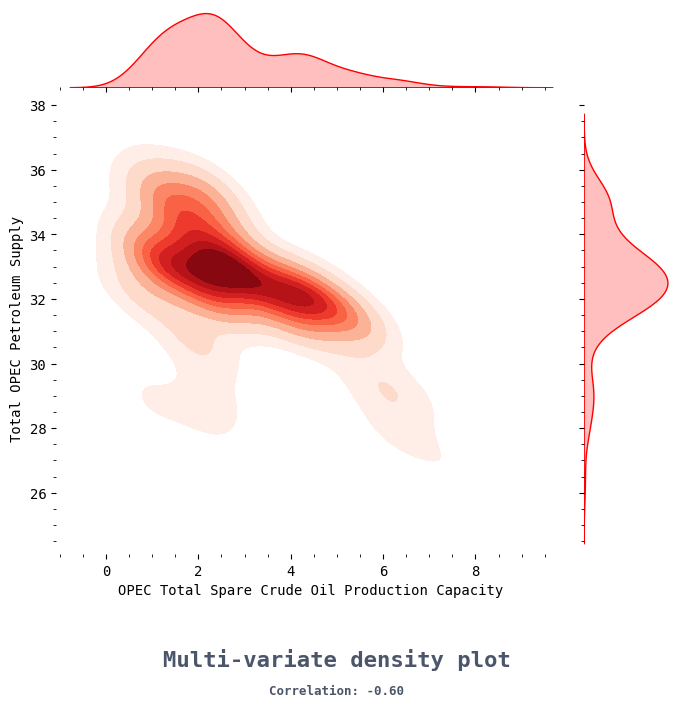 38
36
34
32
30
28
26
Total OPEC Petroleum Supply
0 2 4 6 8
OPEC Total Spare Crude Oil Production Capacity
Multi-variate density plot
Correlation: -0.60